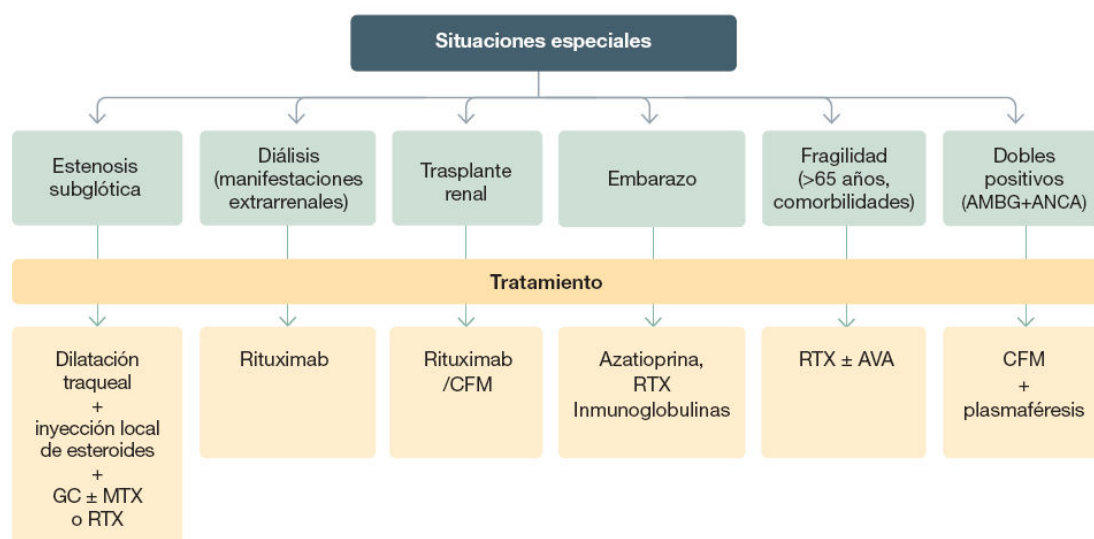 Situaciones especiales
Estenosis
subglótica
Diálisis
(manifestaciones
extrarrenales)
Trasplante
renal
Embarazo
Fragilidad
(>65 años,
comorbilidades)
Dobles
positivos
(AMBG+ANCA)
Tratamiento
Dilatación
traqueal
+
inyección local
de esteroides
+
GC ± MTX
o RTX
Rituximab
Rituximab
/CFM
Azatioprina,
RTX
Inmunoglobulinas
RTX ± AVA
CFM
+
plasmaféresis